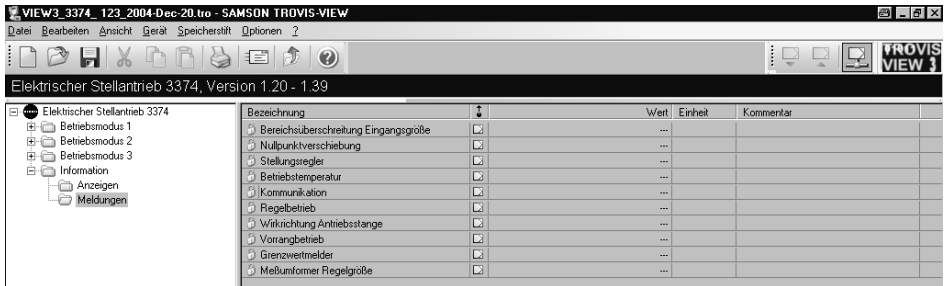 VIEW3_3374_ 123_2004-Dec-20.tro - SAMSON TROVIS-VIEW
Datei Bearbeiten Ansicht Gerät Speicherstift Optionen ?
TROVIS
VIEW 3
Elektrischer Stellantrieb 3374, Version 1.20 - 1.39
Elektrischer Stellantrieb 3374
Betriebsmodus 1
Betriebsmodus 2
Betriebsmodus 3
Information
Anzeigen
Meldungen
Bezeichnung Wert Einheit Kommentar
Bereichsüberschreitung Eingangsgröße ---
Nullpunktverschiebung ---
Stellungsregler ---
Betriebstemperatur ---
Kommunikation ---
Regelbetrieb ---
Wirkrichtung Antriebsstange ---
Vorrangbetrieb ---
Grenzwertmelder ---
Meßumformer Regelgröße ---